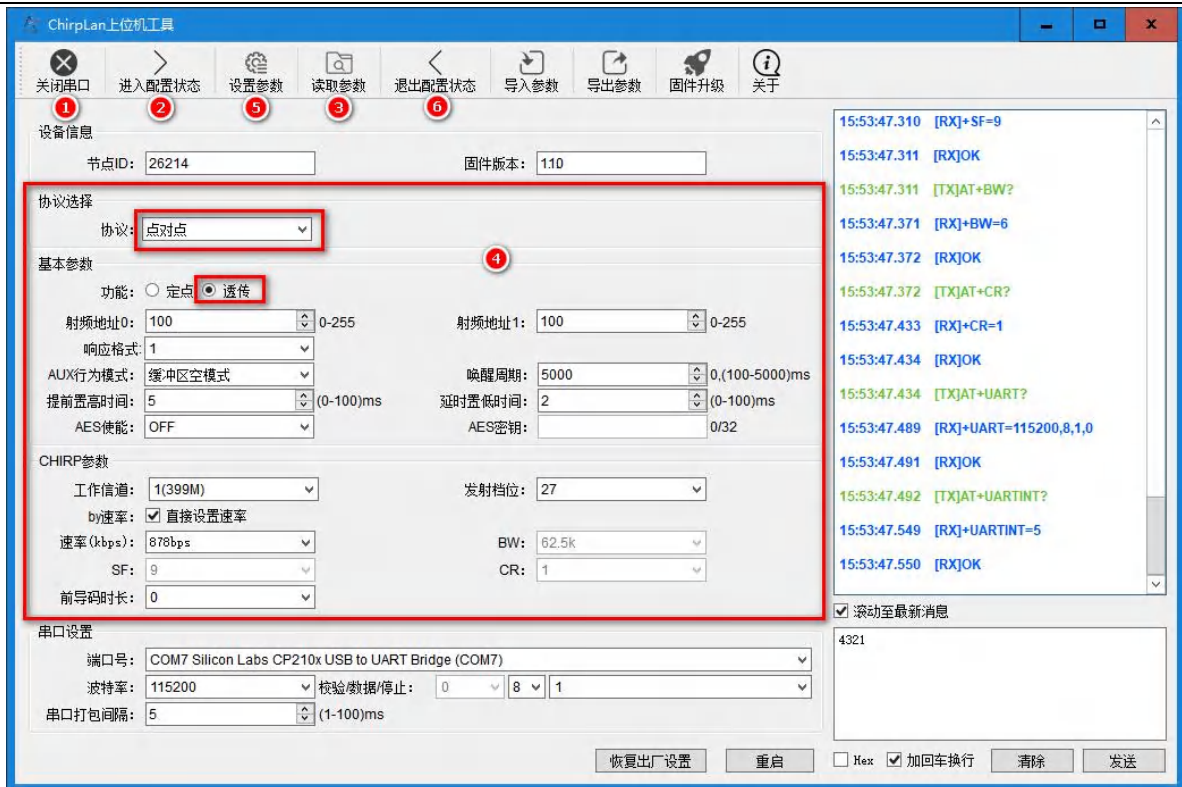 ChirpLan上位机工具
关闭串口 进入配置状态 设置参数 读取参数 退出配置状态 导入参数 导出参数 固件升级 关于
1 2 5 3 6
设备信息
节点ID: 26214 固件版本: 1.10
协议选择
协议: 点对点
4
基本参数
功能: 定点 透传
射频地址0: 100 0-255 射频地址1: 100 0-255
响应格式: 1
AUX行为模式: 缓冲区空模式 唤醒周期: 5000 0,(100-5000)ms
提前置高时间: 5 (0-100)ms 延时置低时间: 2 (0-100)ms
AES使能: OFF AES密钥: 0/32
CHIRP参数
工作信道: 1(399M) 发射档位: 27
by速率: 直接设置速率
速率(kbps): 878bps BW: 62.5k
SF: 9 CR: 1
前导码时长: 0
串口设置
端口号: COM7 Silicon Labs CP210x USB to UART Bridge (COM7)
波特率: 115200 校验/数据/停止: 0 8 1
串口打包间隔: 5 (1-100)ms
恢复出厂设置 重启
15:53:47.310 [RX]+SF=9
15:53:47.311 [RX]OK
15:53:47.311 [TX]AT+BW?
15:53:47.371 [RX]+BW=6
15:53:47.372 [RX]OK
15:53:47.372 [TX]AT+CR?
15:53:47.433 [RX]+CR=1
15:53:47.434 [RX]OK
15:53:47.434 [TX]AT+UART?
15:53:47.489 [RX]+UART=115200,8,1,0
15:53:47.491 [RX]OK
15:53:47.492 [TX]AT+UARTINT?
15:53:47.549 [RX]+UARTINT=5
15:53:47.550 [RX]OK
滚动至最新消息
4321
Hex 加回车换行 清除 发送